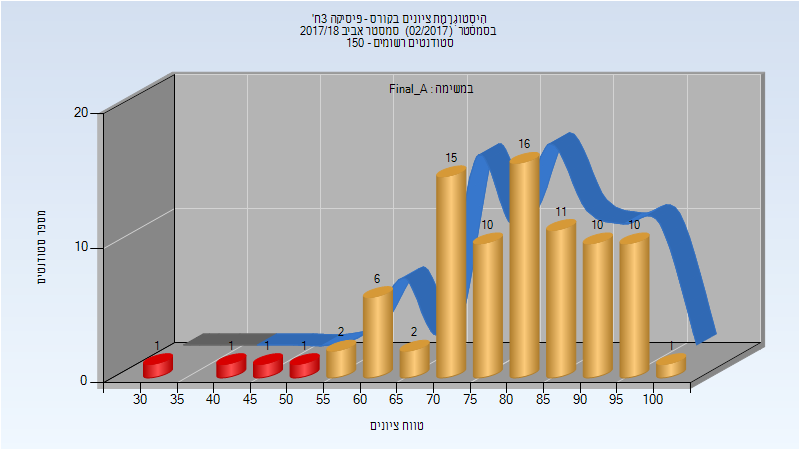 היסטוגרמת ציונים בקורס - פיסיקה 3ח'
בסמסטר (02/2017) סמסטר אביב 2017/18
סטודנטים רשומים - 150
במשימה : Final_A
מספר סטודנטים
20
10
0
1
1
1
1
2
6
2
15
10
16
11
10
10
1
30 35 40 45 50 55 60 65 70 75 80 85 90 95 100
טווח ציונים